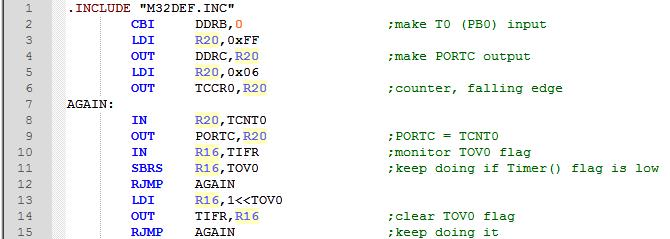 1 .INCLUDE "M32DEF.INC"
2 CBI DDRB,0 ;make T0 (PB0) input
3 LDI R20,0xFF
4 OUT DDRC,R20 ;make PORTC output
5 LDI R20,0x06
6 OUT TCCR0,R20 ;counter, falling edge
7 AGAIN:
8 IN R20,TCNT0
9 OUT PORTC,R20 ;PORTC = TCNT0
10 IN R16,TIFR ;monitor TOV0 flag
11 SBRS R16,TOV0 ;keep doing if Timer() flag is low
12 RJMP AGAIN
13 LDI R16,1<<TOV0
14 OUT TIFR,R16 ;clear TOV0 flag
15 RJMP AGAIN ;keep doing it